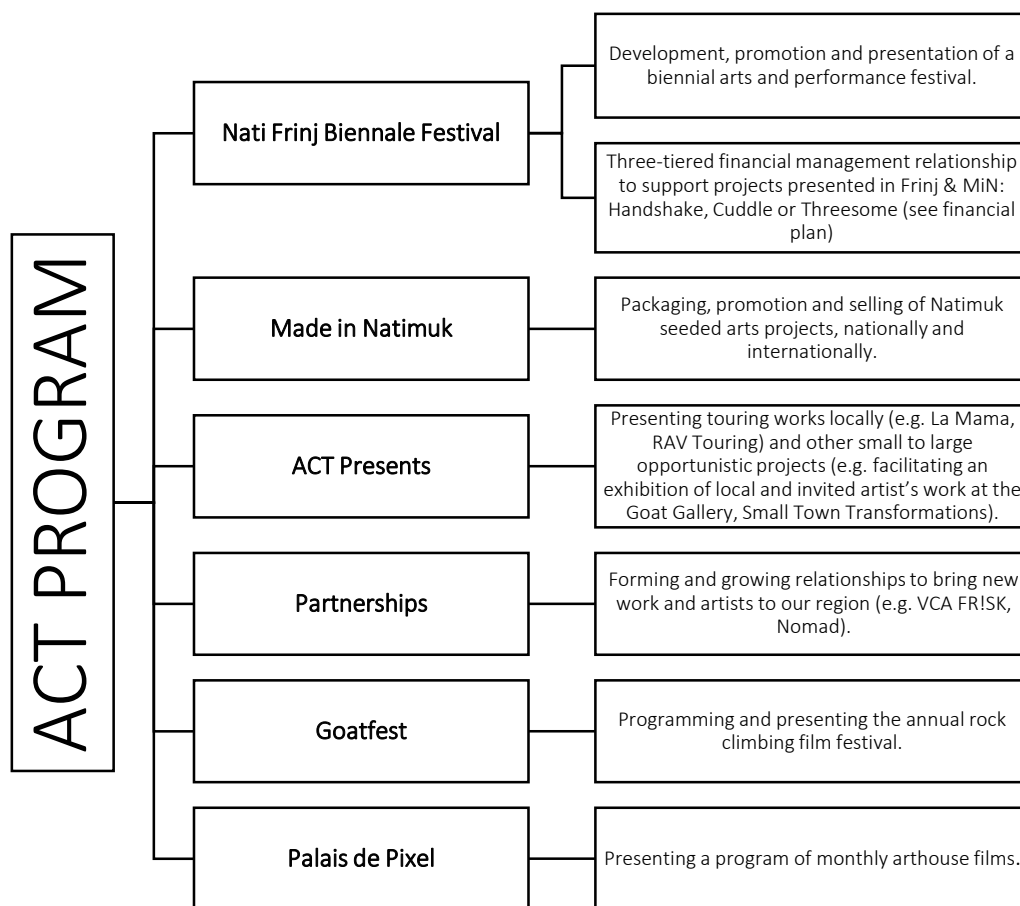 ACT PROGRAM
Nati Frinj Biennale Festival
Development, promotion and presentation of a
biennial arts and performance festival.
Three-tiered financial management relationship
to support projects presented in Frinj & MiN:
Handshake, Cuddle or Threesome (see financial
plan)
Made in Natimuk
Packaging, promotion and selling of Natimuk
seeded arts projects, nationally and
internationally.
ACT Presents
Presenting touring works locally (e.g. La Mama,
RAV Touring) and other small to large
opportunistic projects (e.g. facilitating an
exhibition of local and invited artist’s work at the
Goat Gallery, Small Town Transformations).
Partnerships
Forming and growing relationships to bring new
work and artists to our region (e.g. VCA FR!SK,
Nomad).
Goatfest
Programming and presenting the annual rock
climbing film festival.
Palais de Pixel
Presenting a program of monthly arthouse films.